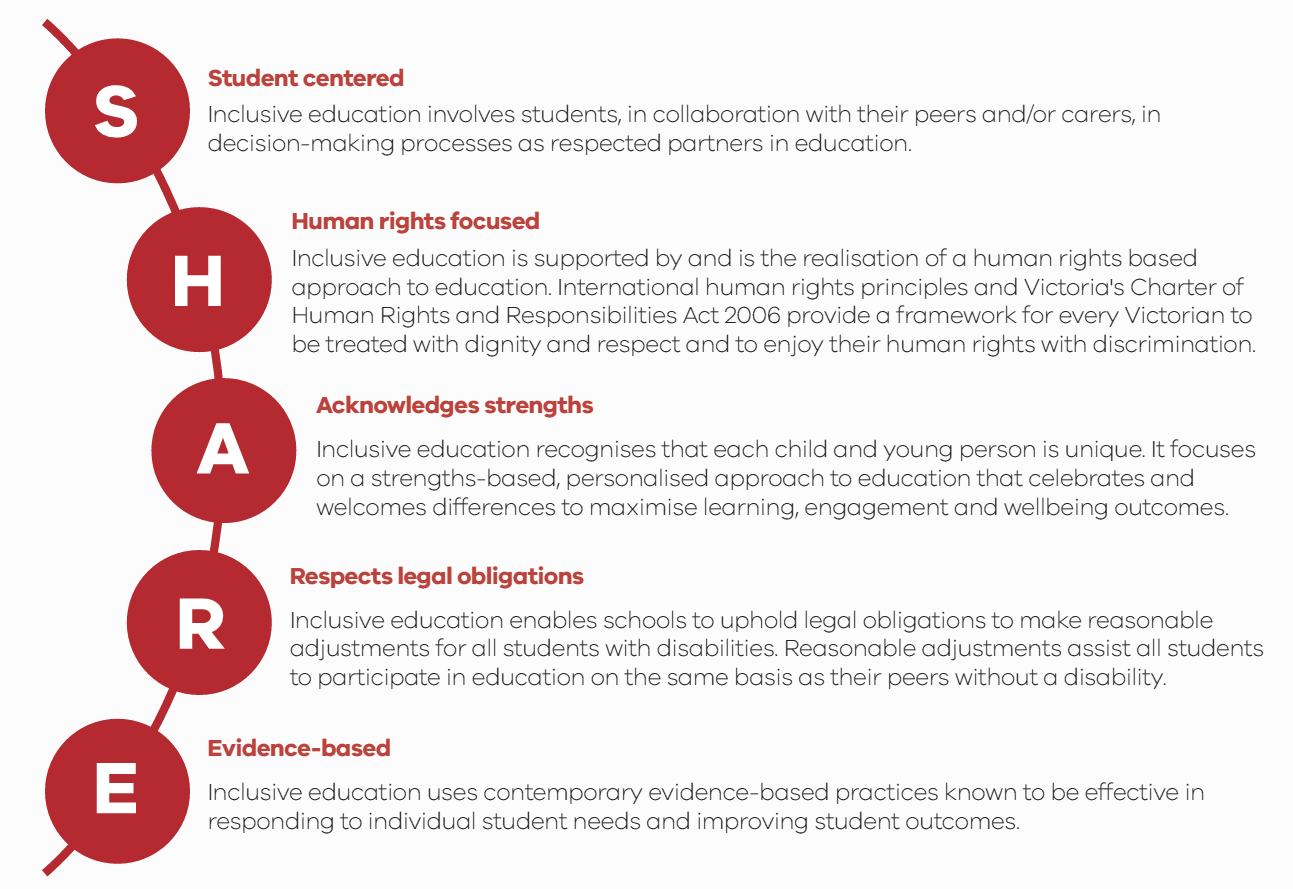 S
Student centered
Inclusive education involves students, in collaboration with their peers and/or carers, in
decision-making processes as respected partners in education.
H
Human rights focused
Inclusive education is supported by and is the realisation of a human rights based
approach to education. International human rights principles and Victoria's Charter of
Human Rights and Responsibilities Act 2006 provide a framework for every Victorian to
be treated with dignity and respect and to enjoy their human rights with discrimination.
A
Acknowledges strengths
Inclusive education recognises that each child and young person is unique. It focuses
on a strengths-based, personalised approach to education that celebrates and
welcomes differences to maximise learning, engagement and wellbeing outcomes.
R
Respects legal obligations
Inclusive education enables schools to uphold legal obligations to make reasonable
adjustments for all students with disabilities. Reasonable adjustments assist all students
to participate in education on the same basis as their peers without a disability.
E
Evidence-based
Inclusive education uses contemporary evidence-based practices known to be effective in
responding to individual student needs and improving student outcomes.